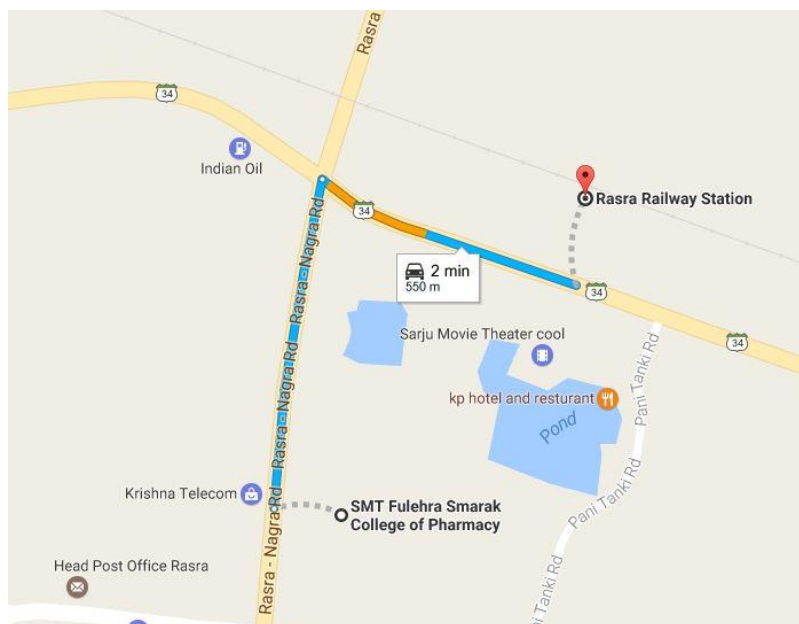 Rasra
34
Indian Oil
34
Rasra Railway Station
Rasra - Nagra Rd
2 min
550 m
34
34
Sarju Movie Theater cool
Pani Tanki Rd
Rasra - Nagra Rd
kp hotel and resturant
Pond
Krishna Telecom
SMT Fulehra Smarak
College of Pharmacy
Pani Tanki Rd
Head Post Office Rasra
Rasra - Nagra Rd
Pani Tanki Rd